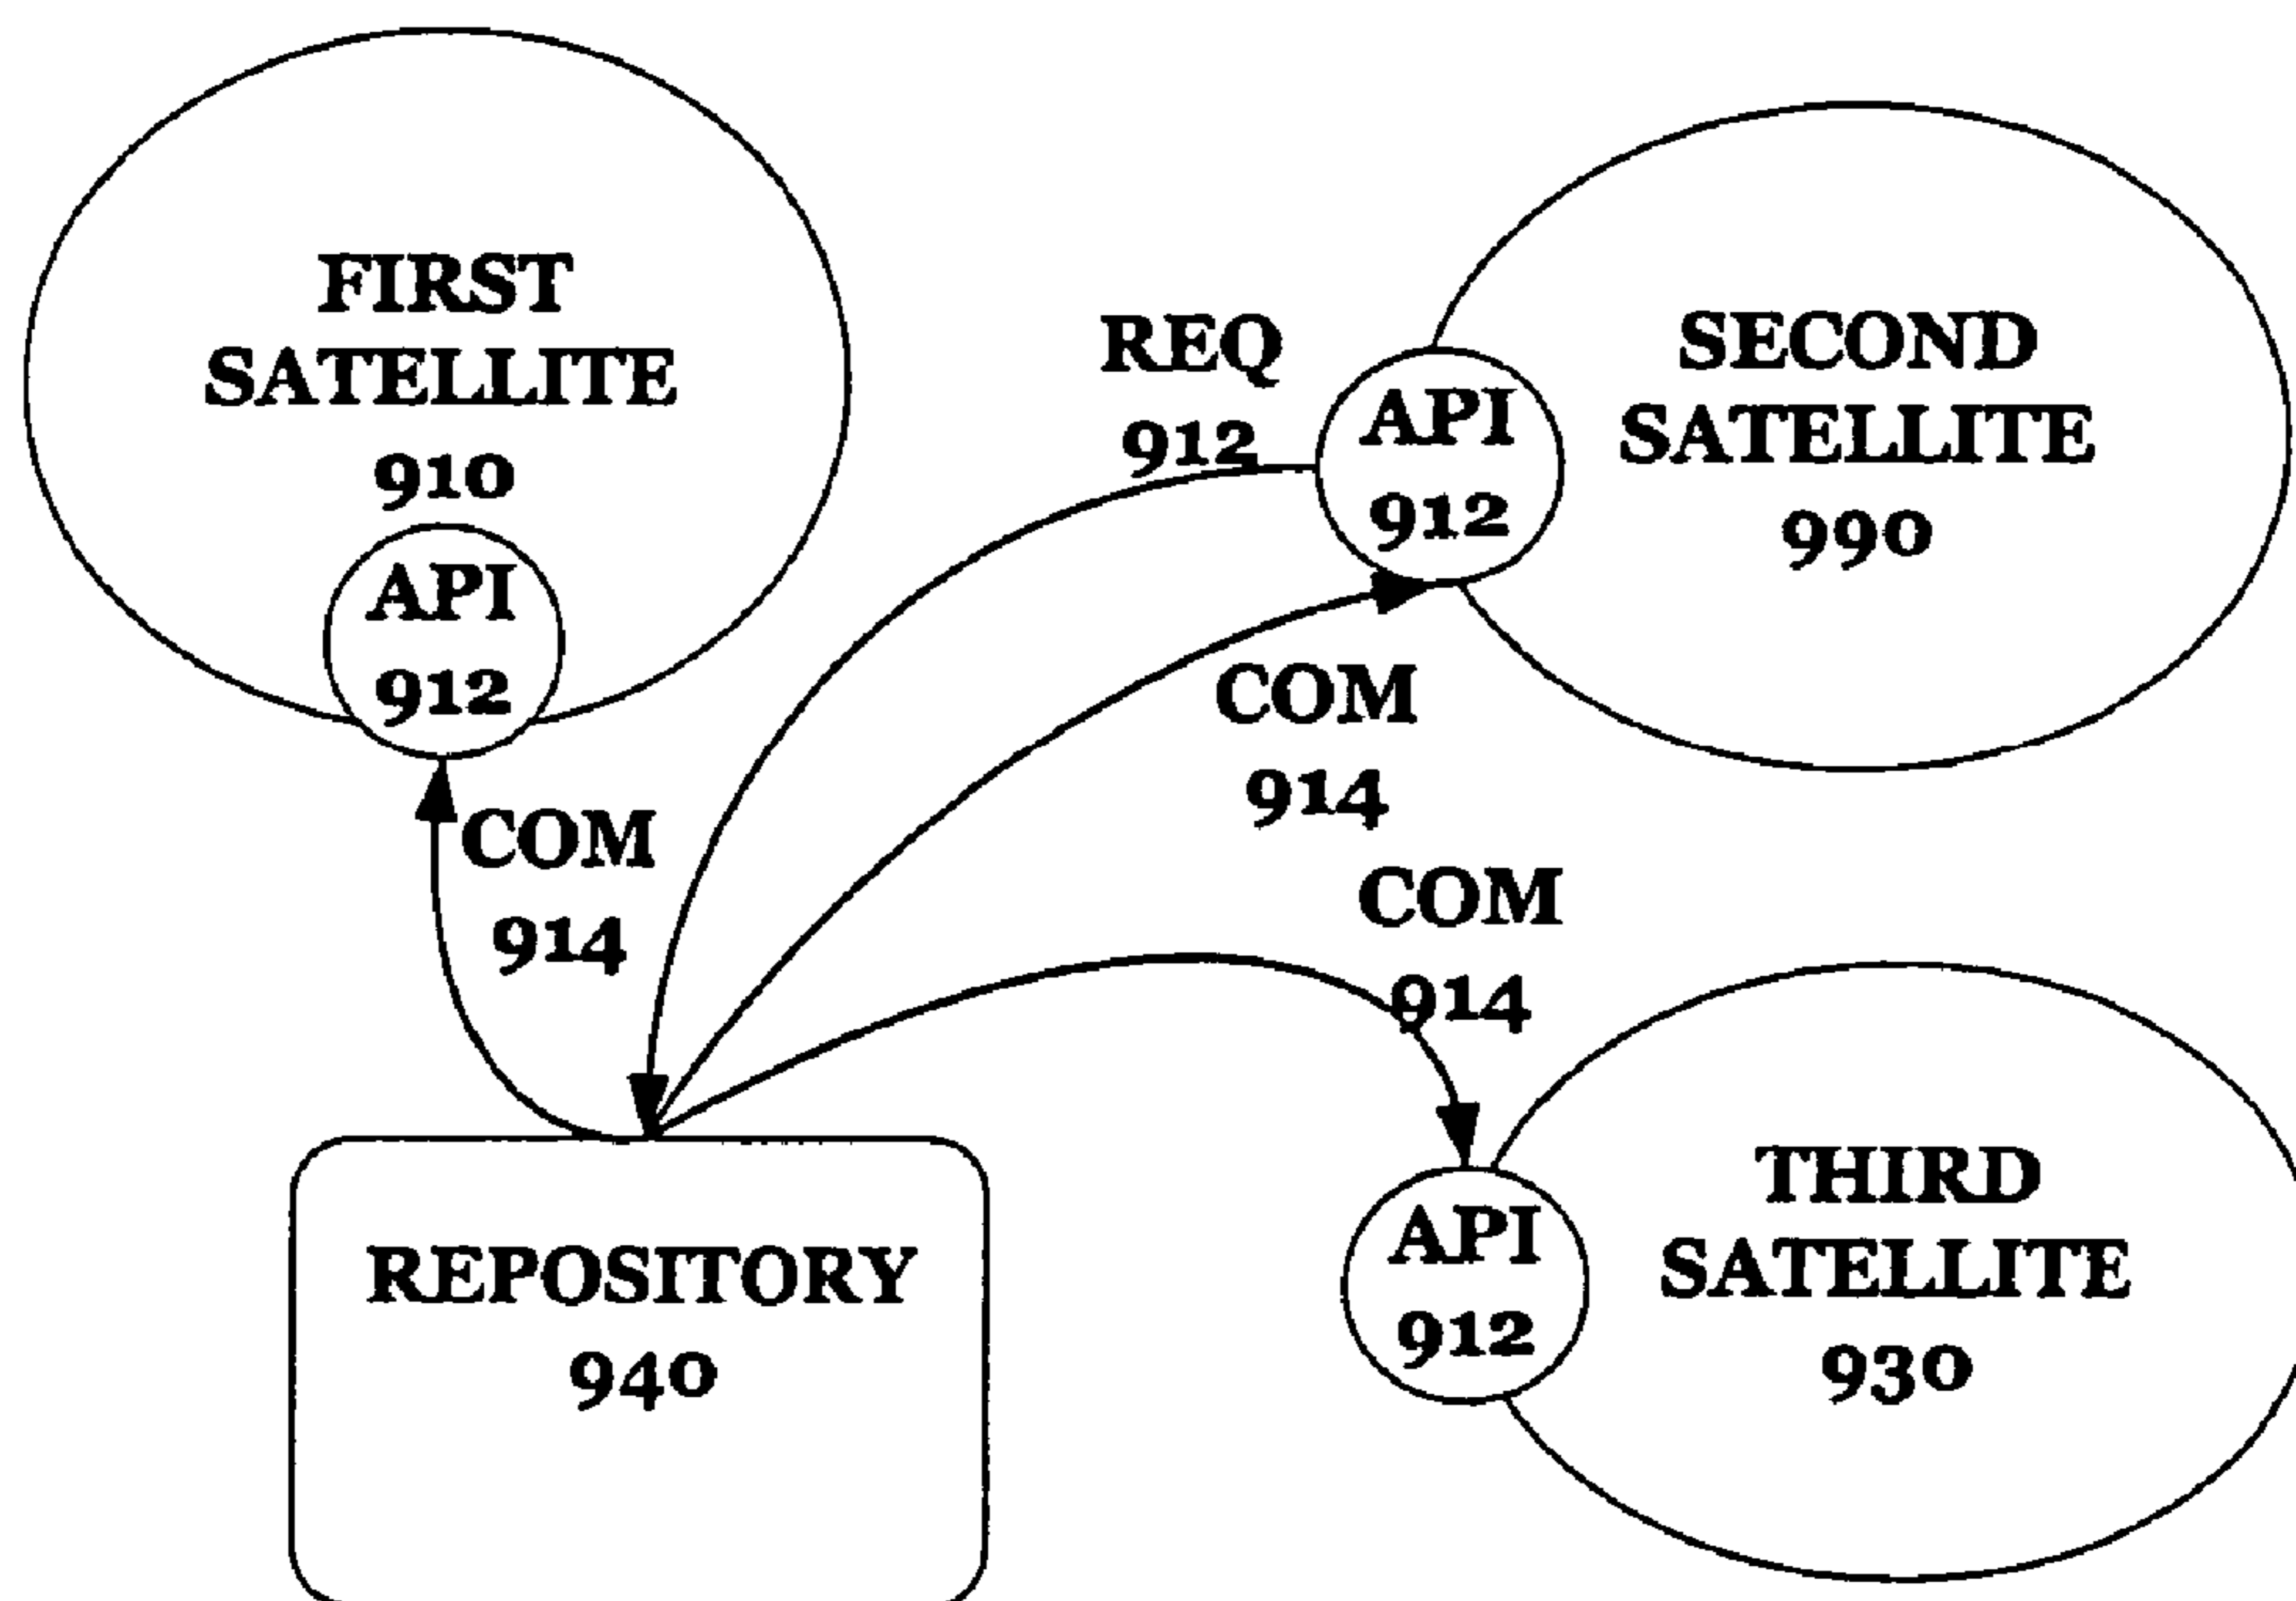 FIRST
SATELLITE
910
API
912
COM
914
REQ
912
API
912
SECOND
SATELLITE
990
COM
914
COM
914
API
912
THIRD
SATELLITE
930
REPOSITORY
940